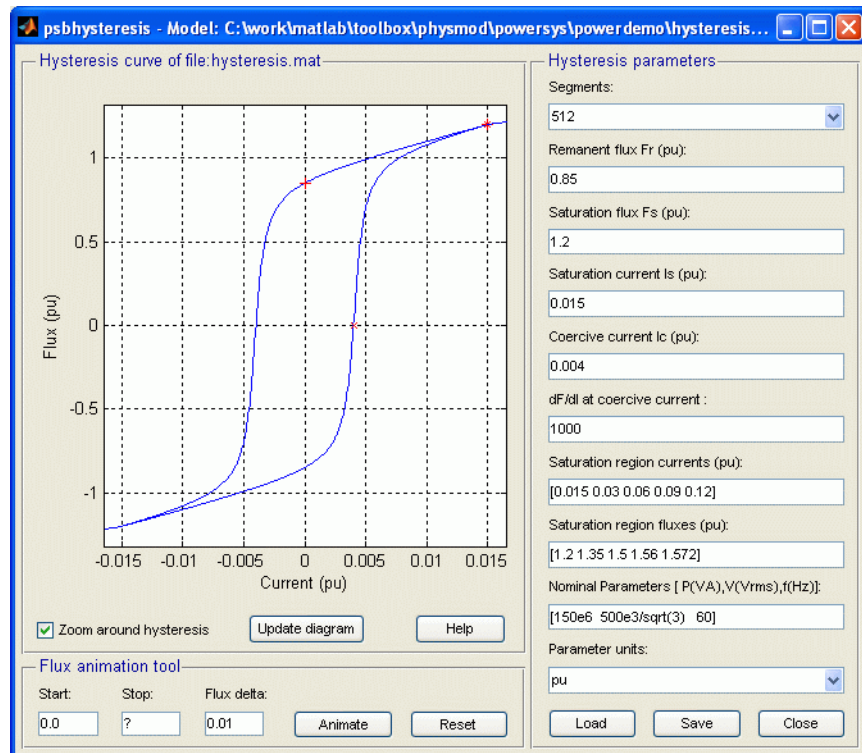 psbhysteresis - Model: C:\work\matlab\toolbox\physmod\powersys\powerdemo\hysteresis...
Hysteresis curve of file:hysteresis.mat
1
0.5
0
-0.5
-1
Flux (pu)
-0.015 -0.01 -0.005 0 0.005 0.01 0.015
Current (pu)
Zoom around hysteresis Update diagram Help
Flux animation tool
Start: Stop: Flux delta:
0.0 ? 0.01 Animate Reset
Hysteresis parameters
Segments:
512
Remanent flux Fr (pu):
0.85
Saturation flux Fs (pu):
1.2
Saturation current Is (pu):
0.015
Coercive current Ic (pu):
0.004
dF/dI at coercive current :
1000
Saturation region currents (pu):
[0.015 0.03 0.06 0.09 0.12]
Saturation region fluxes (pu):
[1.2 1.35 1.5 1.56 1.572]
Nominal Parameters [ P(VA),V(Vrms),f(Hz)]:
[150e6 500e3/sqrt(3) 60]
Parameter units:
pu
Load Save Close